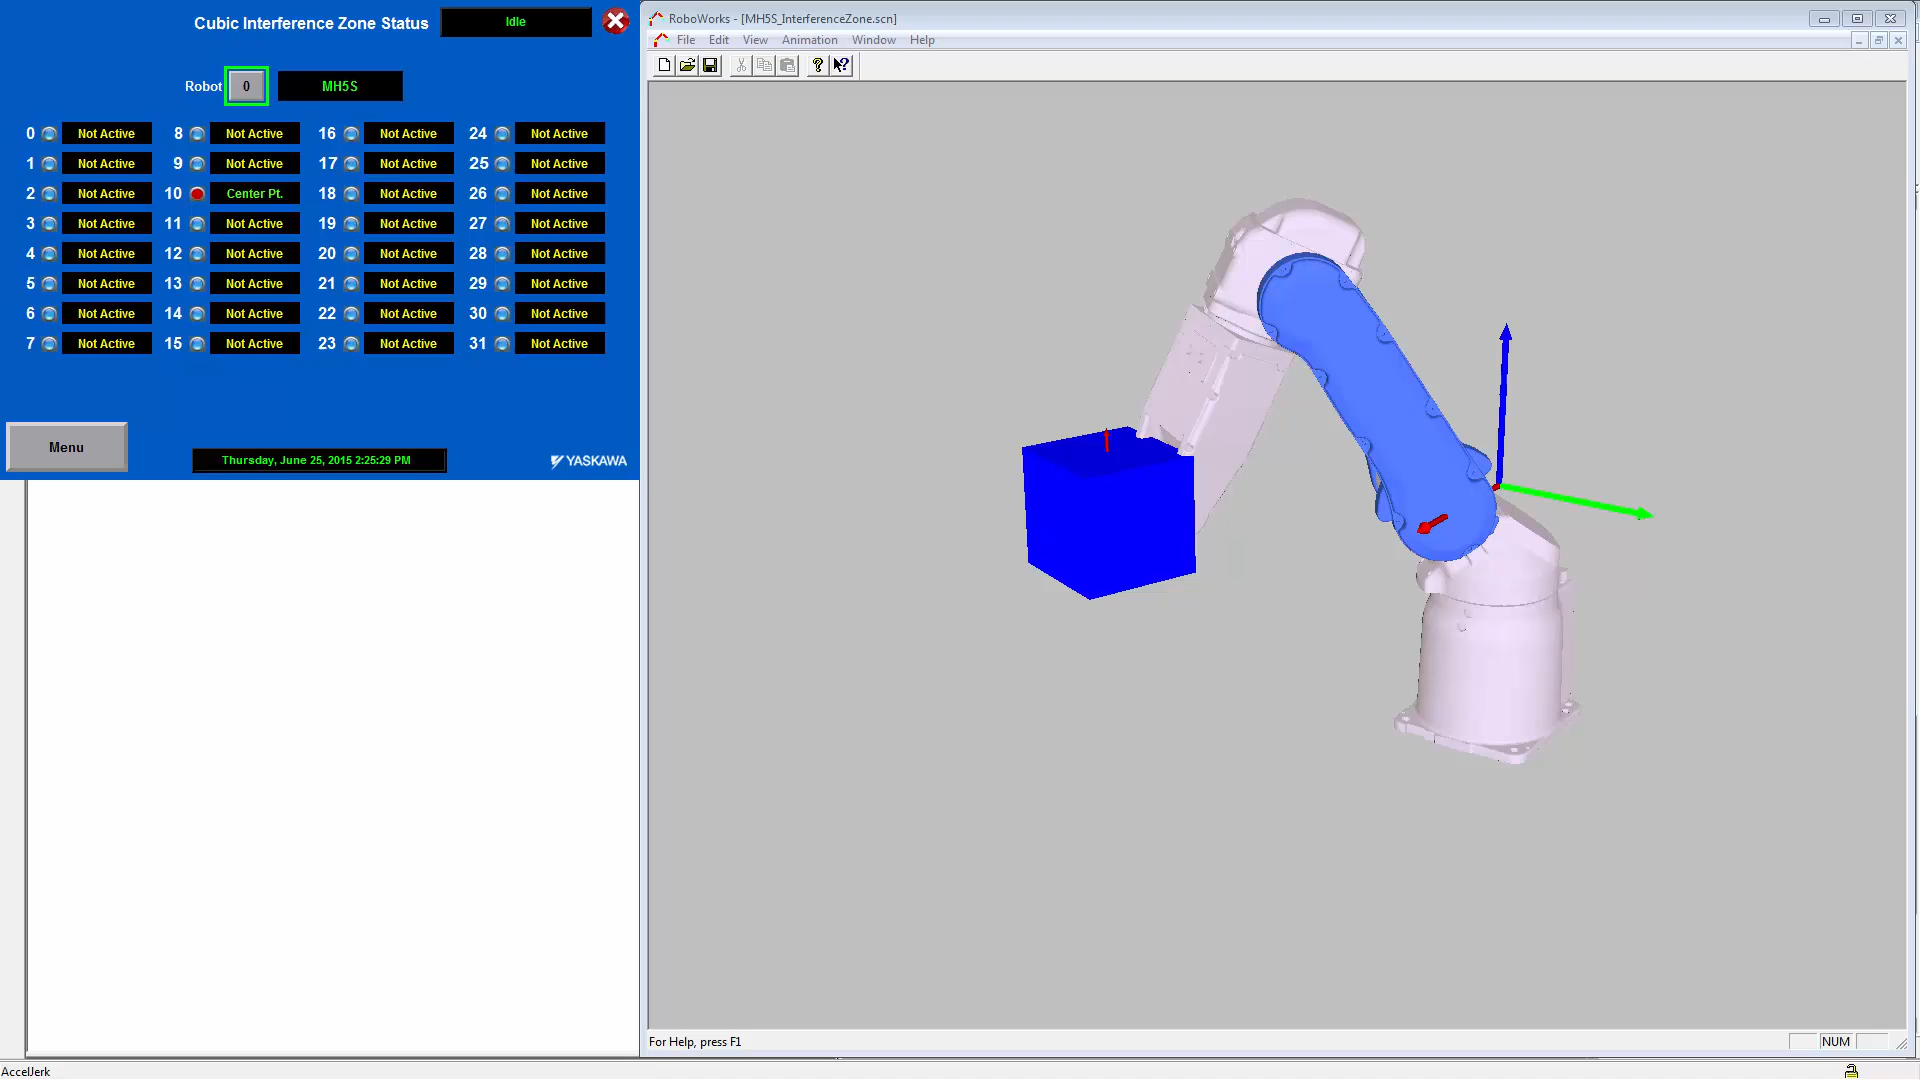 Cubic Interference Zone Status Idle
Robot 0 MH5S
0 Not Active 8 Not Active 16 Not Active 24 Not Active
1 Not Active 9 Not Active 17 Not Active 25 Not Active
2 Not Active 10 Center Pt. 18 Not Active 26 Not Active
3 Not Active 11 Not Active 19 Not Active 27 Not Active
4 Not Active 12 Not Active 20 Not Active 28 Not Active
5 Not Active 13 Not Active 21 Not Active 29 Not Active
6 Not Active 14 Not Active 22 Not Active 30 Not Active
7 Not Active 15 Not Active 23 Not Active 31 Not Active
Menu
Thursday, June 25, 2015 2:25:29 PM
YASKAWA
RoboWorks - [MH5S_InterferenceZone.scn]
File Edit View Animation Window Help
For Help, press F1
NUM
AccelJerk